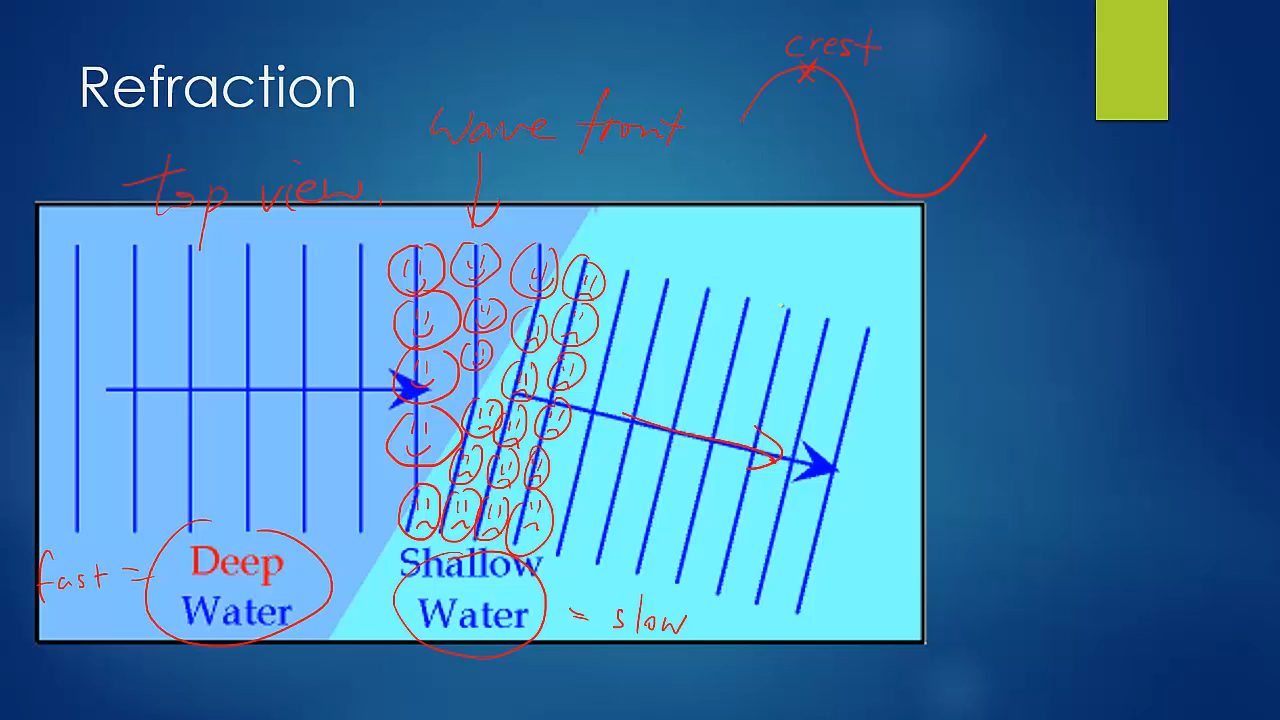 Refraction
crest
wave front
top view
Deep
Water
fast =
Shallow
Water
= slow